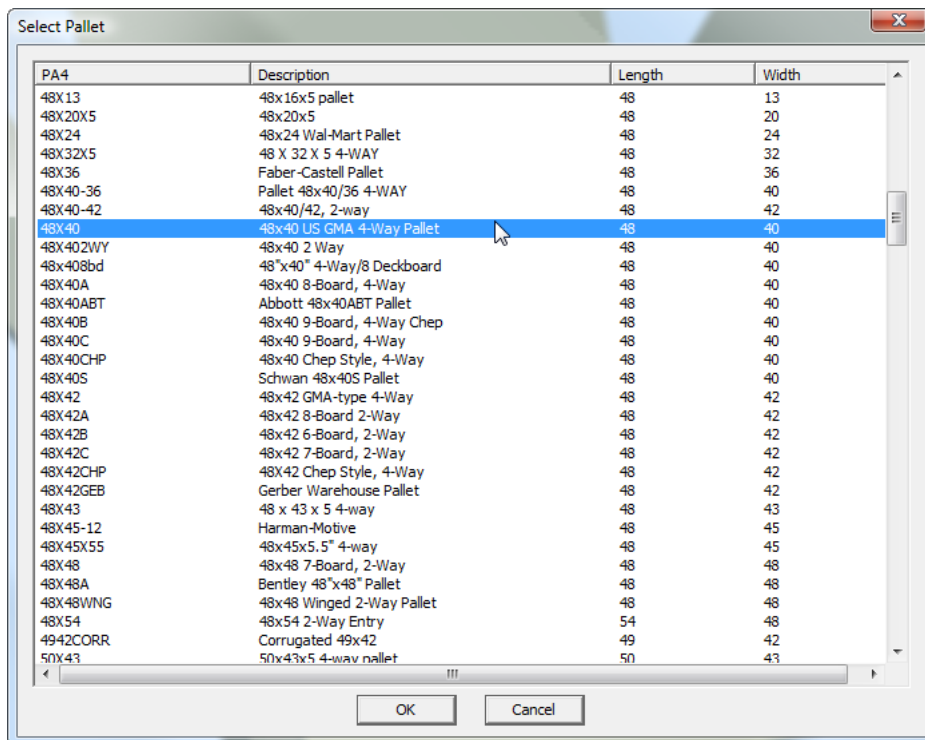 Select Pallet
PA4 Description Length Width
48X13 48x16x5 pallet 48 13
48X20X5 48x20x5 48 20
48X24 48x24 Wal-Mart Pallet 48 24
48X32X5 48 X 32 X 5 4-WAY 48 32
48X36 Faber-Castell Pallet 48 36
48X40-36 Pallet 48x40/36 4-WAY 48 40
48X40-42 48x40/42, 2-way 48 42
48X40 48x40 US GMA 4-Way Pallet 48 40
48X402WY 48x40 2 Way 48 40
48x408bd 48"x40" 4-Way/8 Deckboard 48 40
48X40A 48x40 8-Board, 4-Way 48 40
48X40ABT Abbott 48x40ABT Pallet 48 40
48X40B 48x40 9-Board, 4-Way Chep 48 40
48X40C 48x40 9-Board, 4-Way 48 40
48X40CHP 48x40 Chep Style, 4-Way 48 40
48X40S Schwan 48x40S Pallet 48 40
48X42 48x42 GMA-type 4-Way 48 42
48X42A 48x42 8-Board 2-Way 48 42
48X42B 48x42 6-Board, 2-Way 48 42
48X42C 48x42 7-Board, 2-Way 48 42
48X42CHP 48X42 Chep Style, 4-Way 48 42
48X42GEB Gerber Warehouse Pallet 48 42
48X43 48 x 43 x 5 4-way 48 43
48X45-12 Harman-Motive 48 45
48X45X55 48x45x5.5" 4-way 48 45
48X48 48x48 7-Board, 2-Way 48 48
48X48A Bentley 48"x48" Pallet 48 48
48X48WNG 48x48 Winged 2-Way Pallet 48 48
48X54 48x54 2-Way Entry 54 48
4942CORR Corrugated 49x42 49 42
50X43 50x43x5 4-way pallet 50 43
OK Cancel